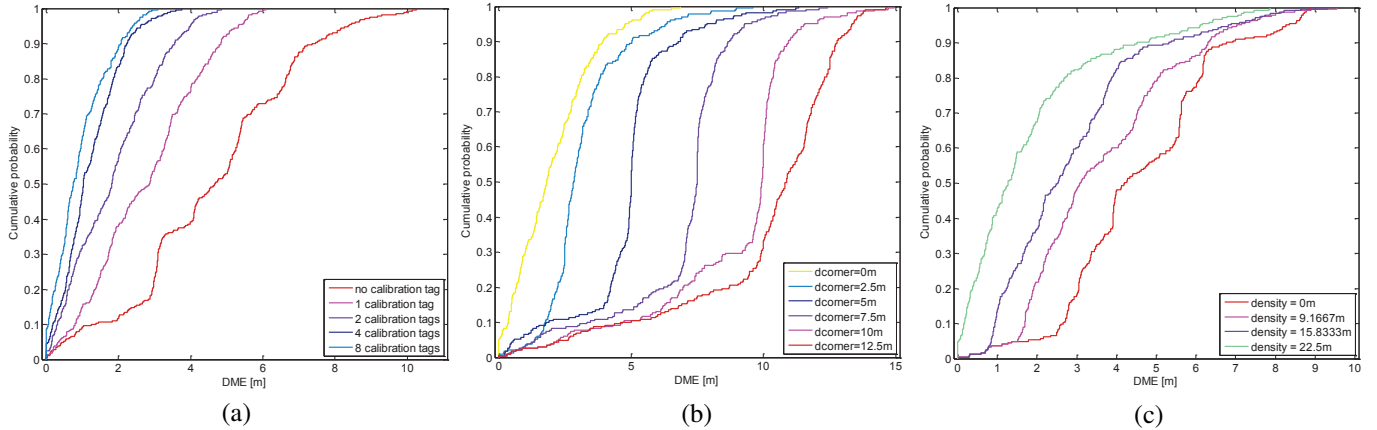 1
0.9
0.8
0.7
0.6
0.5
0.4
0.3
0.2
0.1
0
Cumulative probability
0 2 4 6 8 10
DME [m]
no calibration tag
1 calibration tag
2 calibration tags
4 calibration tags
8 calibration tags
(a)
1
0.9
0.8
0.7
0.6
0.5
0.4
0.3
0.2
0.1
0
Cumulative probability
0 5 10 15
DME [m]
dcorner=0m
dcorner=2.5m
dcorner=5m
dcorner=7.5m
dcorner=10m
dcorner=12.5m
(b)
1
0.9
0.8
0.7
0.6
0.5
0.4
0.3
0.2
0.1
0
Cumulative probability
0 1 2 3 4 5 6 7 8 9 10
DME [m]
density = 0m
density = 9.1667m
density = 15.8333m
density = 22.5m
(c)